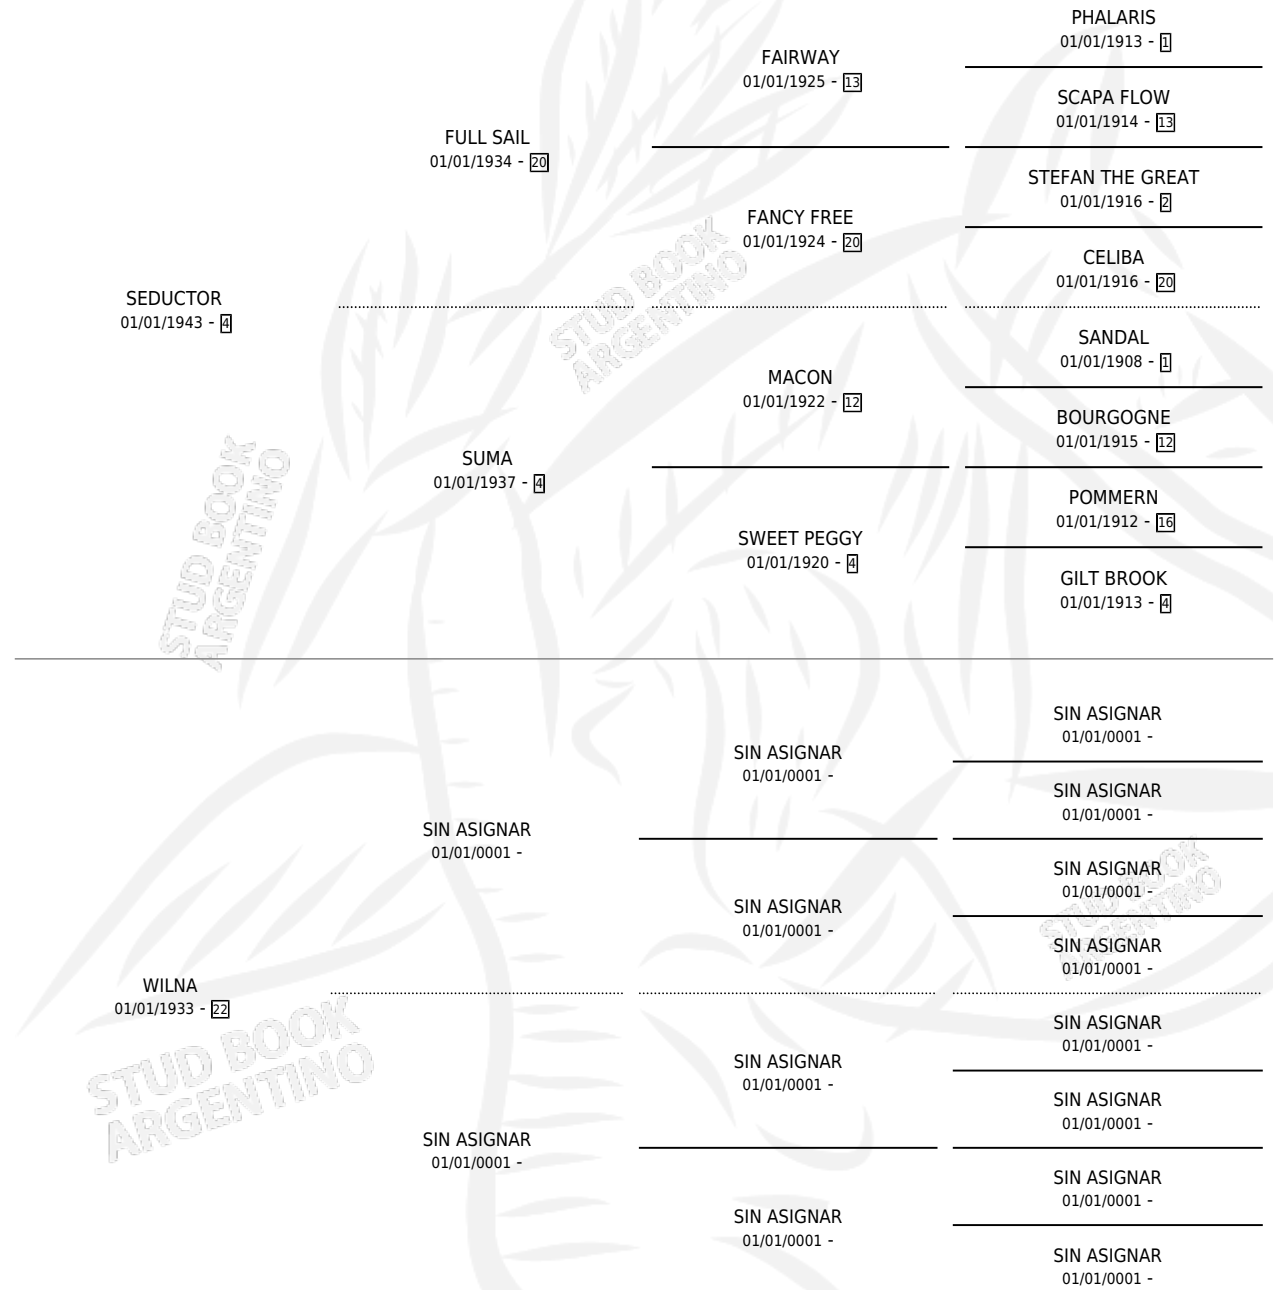 PHALARIS
01/01/1913 - 1
FAIRWAY
01/01/1925 - 13
SCAPA FLOW
01/01/1914 - 13
FULL SAIL
01/01/1934 - 20
STEFAN THE GREAT
01/01/1916 - 2
FANCY FREE
01/01/1924 - 20
CELIBA
01/01/1916 - 20
SEDUCTOR
01/01/1943 - 4
SANDAL
01/01/1908 - 1
MACON
01/01/1922 - 12
BOURGOGNE
01/01/1915 - 12
SUMA
01/01/1937 - 4
POMMERN
01/01/1912 - 16
SWEET PEGGY
01/01/1920 - 4
GILT BROOK
01/01/1913 - 4
STUD BOOK
ARGENTINO
STUD BOOK
ARGENTINO
SIN ASIGNAR
01/01/0001 -
SIN ASIGNAR
01/01/0001 -
SIN ASIGNAR
01/01/0001 -
SIN ASIGNAR
01/01/0001 -
SIN ASIGNAR
01/01/0001 -
SIN ASIGNAR
01/01/0001 -
SIN ASIGNAR
01/01/0001 -
WILNA
01/01/1933 - 22
SIN ASIGNAR
01/01/0001 -
SIN ASIGNAR
01/01/0001 -
SIN ASIGNAR
01/01/0001 -
SIN ASIGNAR
01/01/0001 -
SIN ASIGNAR
01/01/0001 -
SIN ASIGNAR
01/01/0001 -
SIN ASIGNAR
01/01/0001 -
STUD BOOK
ARGENTINO
STUD BOOK
ARGENTINO